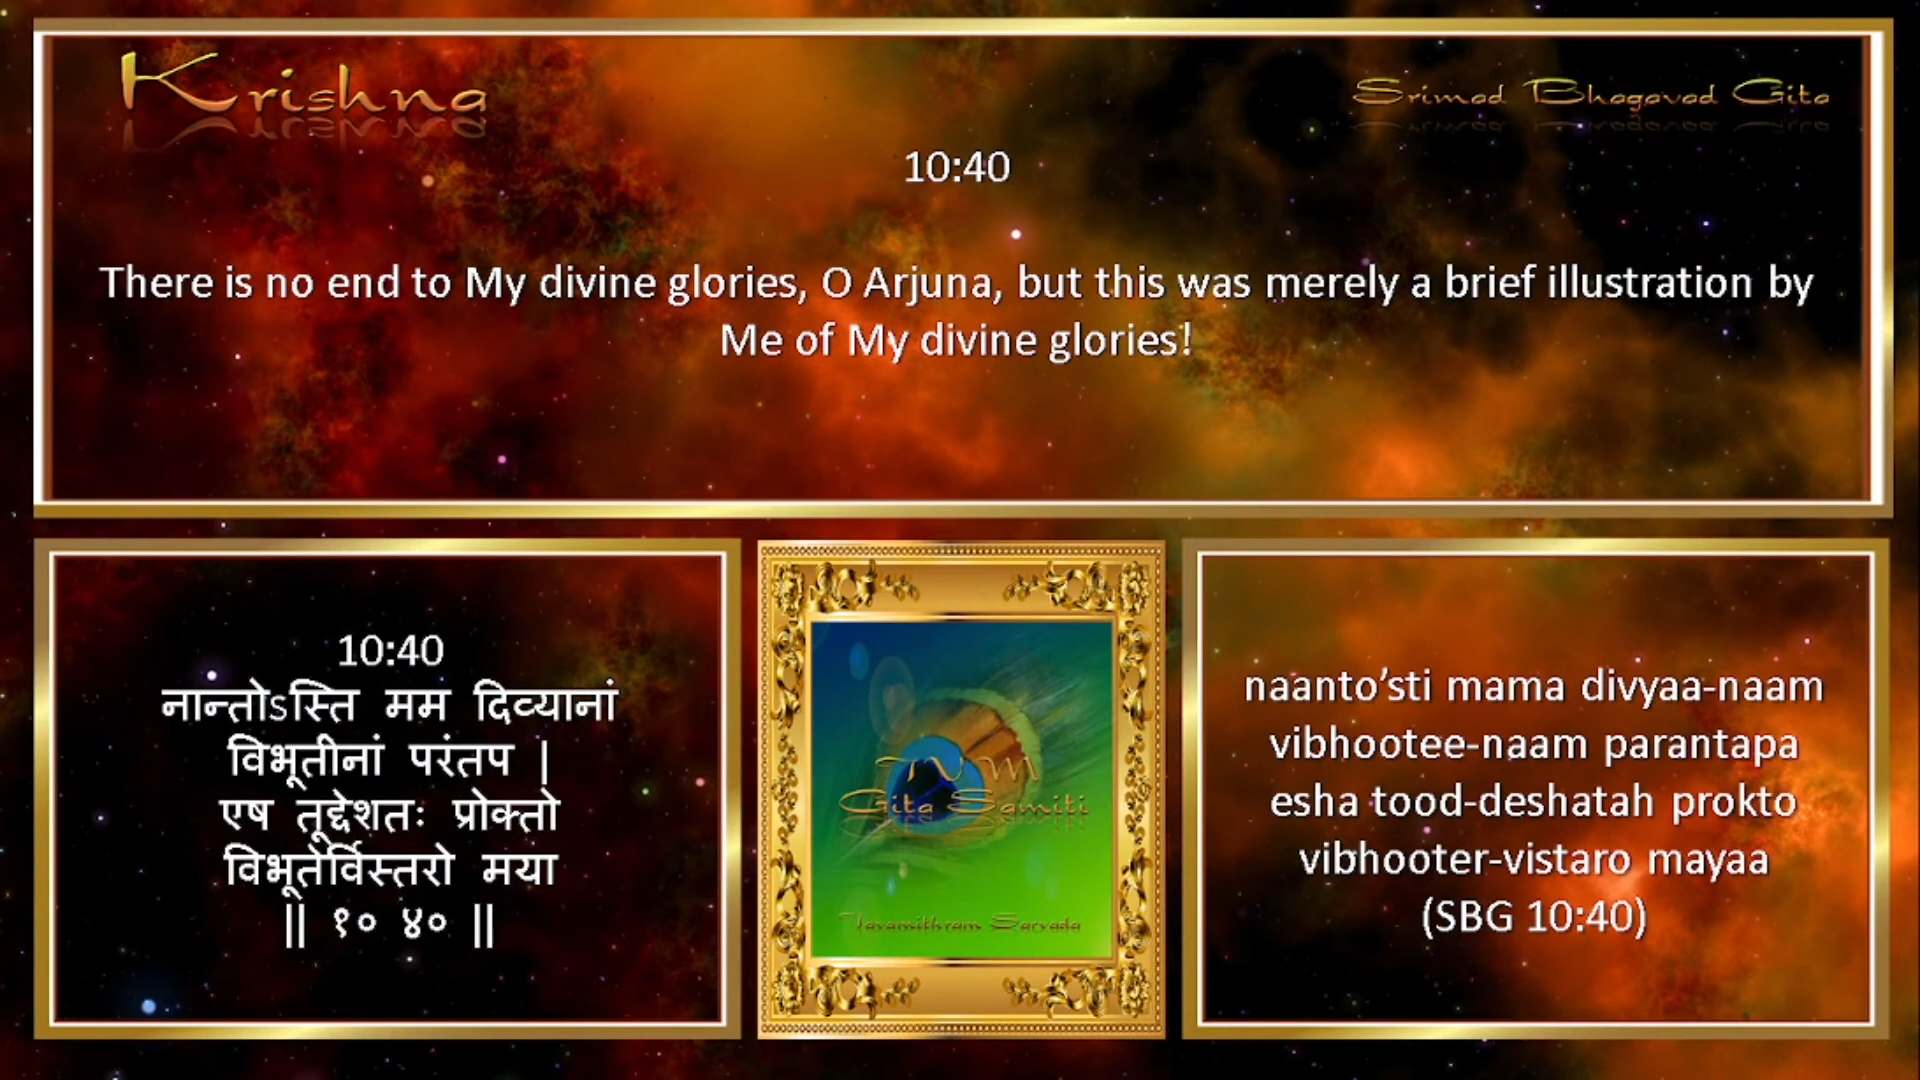 Krishna
Srimad Bhagavad Gita
10:40
There is no end to My divine glories, O Arjuna, but this was merely a brief illustration by
Me of My divine glories!
10:40
नान्तोऽस्ति मम दिव्यानां
विभूतीनां परंतप |
एष तूद्देशतः प्रोक्तो
विभूतेर्विस्तरो मया
|| १० ४० ||
TVM
Gita Samiti
Tavamithram Sarvada
naanto’sti mama divyaa-naam
vibhootee-naam parantapa
esha tood-deshatah prokto
vibhooter-vistaro mayaa
(SBG 10:40)